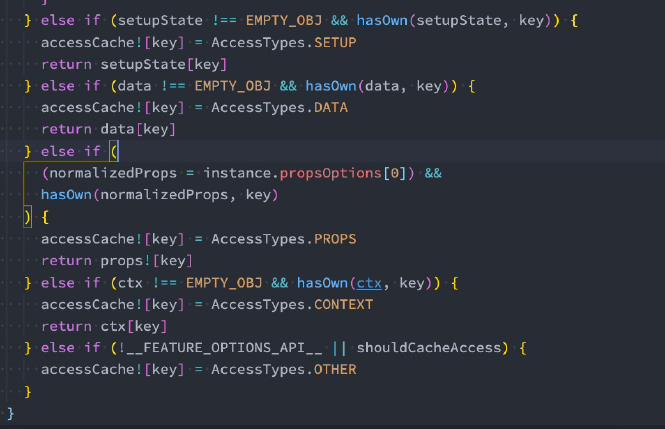 } else if (setupState !== EMPTY_OBJ && hasOwn(setupState, key)) {
accessCache![key] = AccessTypes.SETUP
return setupState[key]
} else if (data !== EMPTY_OBJ && hasOwn(data, key)) {
accessCache![key] = AccessTypes.DATA
return data[key]
} else if (
(normalizedProps = instance.propsOptions[0]) &&
hasOwn(normalizedProps, key)
) {
accessCache![key] = AccessTypes.PROPS
return props![key]
} else if (ctx !== EMPTY_OBJ && hasOwn(ctx, key)) {
accessCache![key] = AccessTypes.CONTEXT
return ctx[key]
} else if (!__FEATURE_OPTIONS_API__ || shouldCacheAccess) {
accessCache![key] = AccessTypes.OTHER
}
}